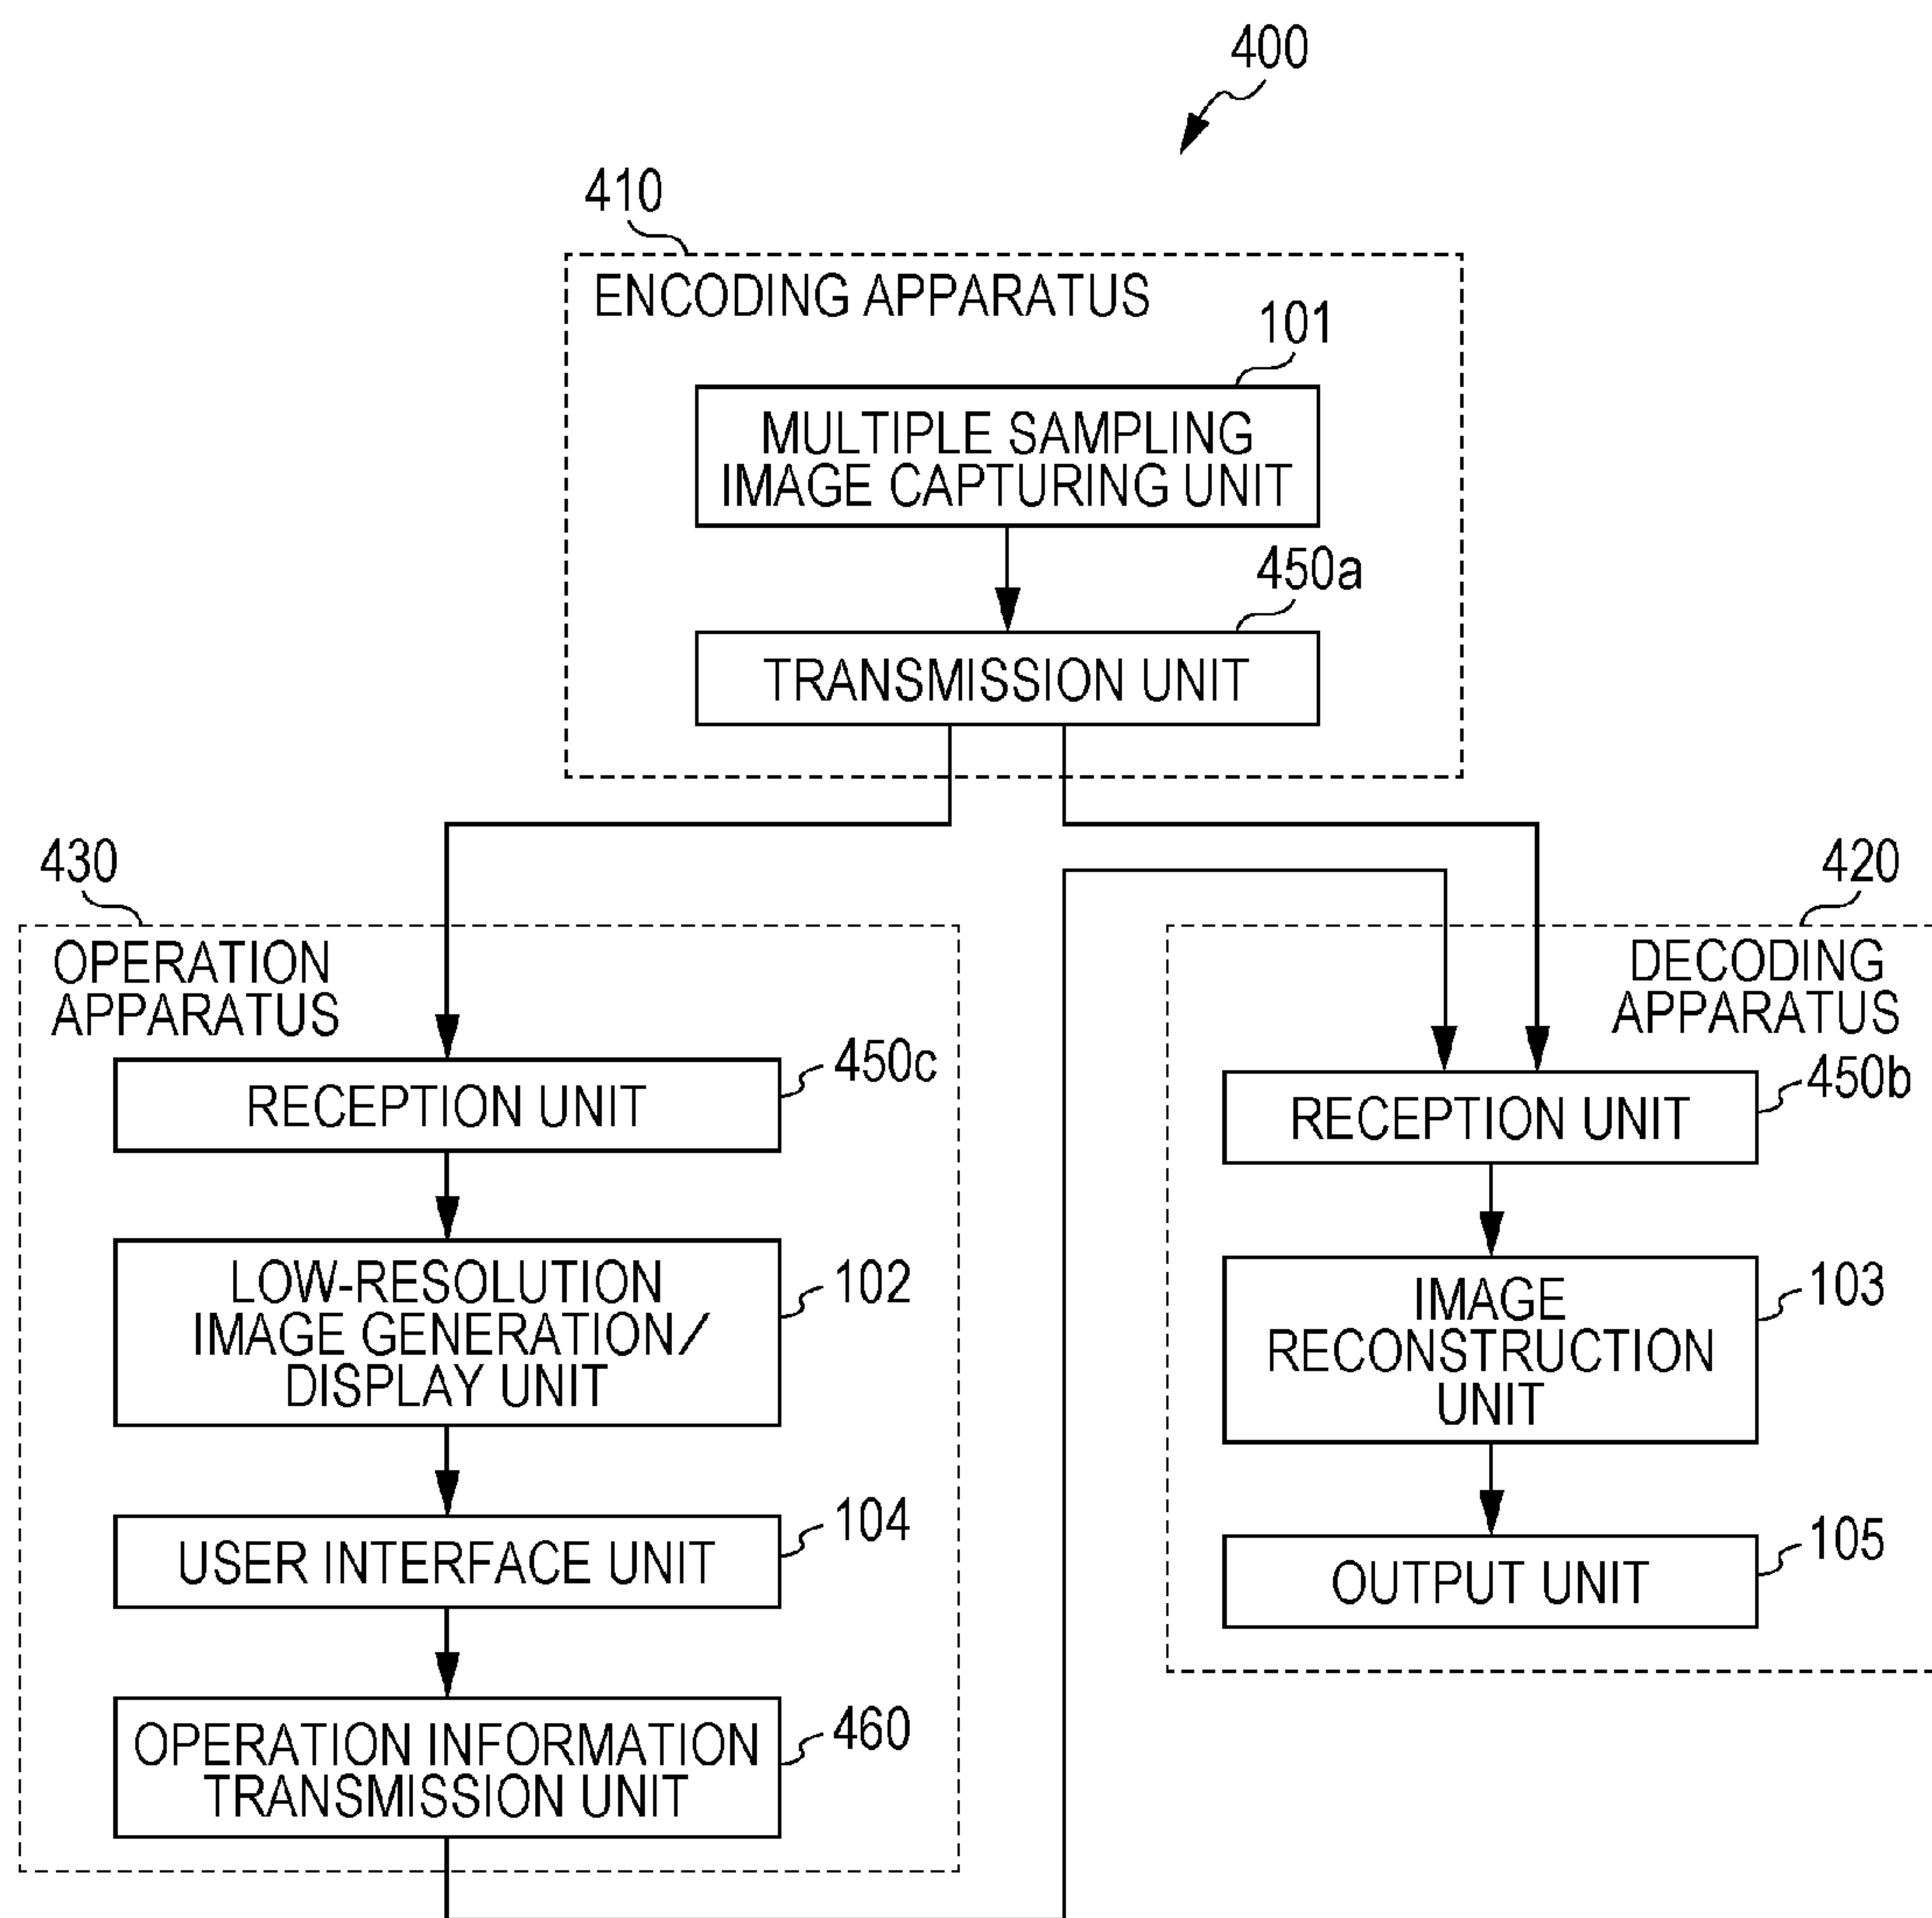 400
410
ENCODING APPARATUS
101
MULTIPLE SAMPLING
IMAGE CAPTURING UNIT
450a
TRANSMISSION UNIT
430
OPERATION
APPARATUS
450c
RECEPTION UNIT
LOW-RESOLUTION
IMAGE GENERATION/
DISPLAY UNIT
102
USER INTERFACE UNIT
104
OPERATION INFORMATION
TRANSMISSION UNIT
460
420
DECODING
APPARATUS
450b
RECEPTION UNIT
IMAGE
RECONSTRUCTION
UNIT
103
OUTPUT UNIT
105